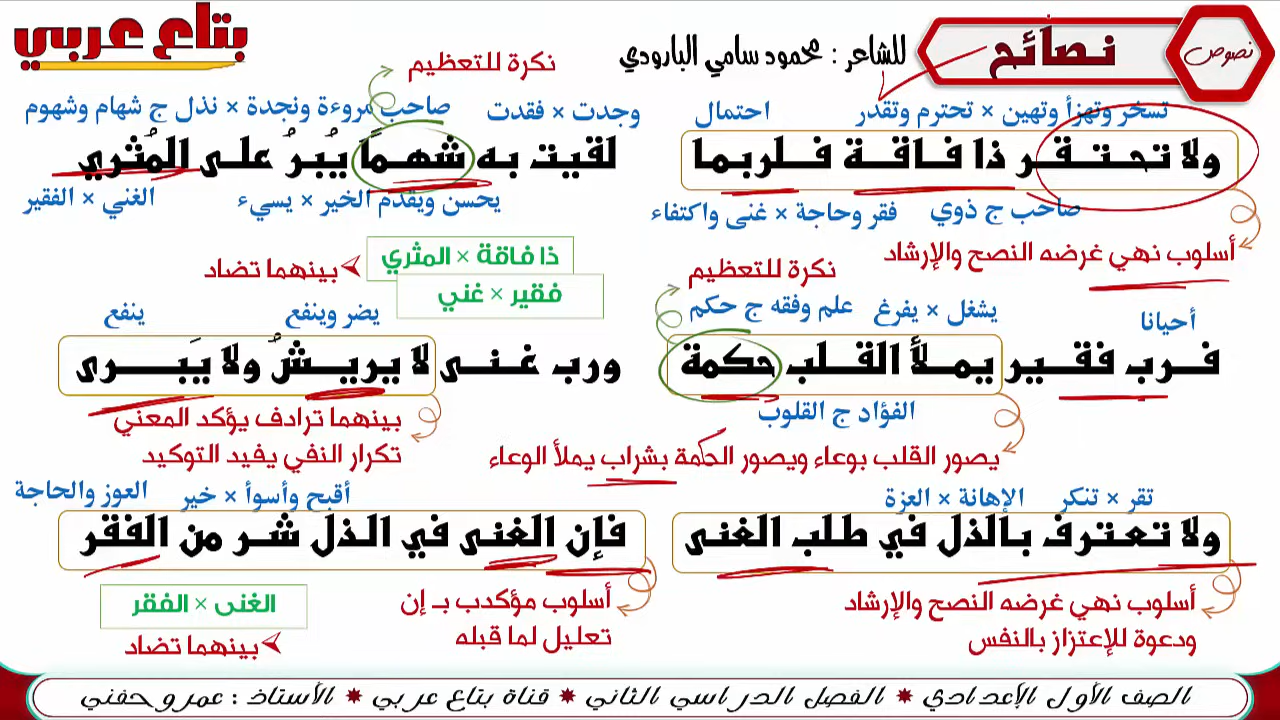 نصوص
نصائح
للشاعر : محمود سامي البارودي
بتاع عربي
نكرة للتعظيم
تسخر وتهزأ وتهين × تحترم وتقدر
احتمال
وجدت × فقدت
صاحب مروءة ونجدة × نذل ج شهام وشهوم
ولا تحتقر ذا فاقة فلربما
لقيت به شهمًا يُبرُ على المُثري
صاحب ج ذوي
فقر وحاجة × غنى واكتفاء
يحسن ويقدم الخير × يسيء
الغني × الفقير
أسلوب نهي غرضه النصح والإرشاد
ذا فاقة × المثري
فقير × غني
بينهما تضاد
نكرة للتعظيم
أحيانا
يشغل × يفرغ
علم وفقه ج حكم
يضر وينفع
ينفع
فرب فقير يملأ القلب حكمة
ورب غنى لا يريشُ ولا يَبرى
الفؤاد ج القلوب
بينهما ترادف يؤكد المعني
يصور القلب بوعاء ويصور الحكمة بشراب يملأ الوعاء
تكرار النفي يفيد التوكيد
تقر × تنكر
الإهانة × العزة
أقبح وأسوأ × خير
العوز والحاجة
ولا تعترف بالذل في طلب الغنى
فإن الغنى في الذل شر من الفقر
أسلوب نهي غرضه النصح والإرشاد
ودعوة للإعتزاز بالنفس
أسلوب مؤكدب بـ إن
تعليل لما قبله
الغنى × الفقر
بينهما تضاد
الصف الأول الإعدادي * الفصل الدراسي الثاني * قناة بتاع عربي * الأستاذ : عمرو حفني